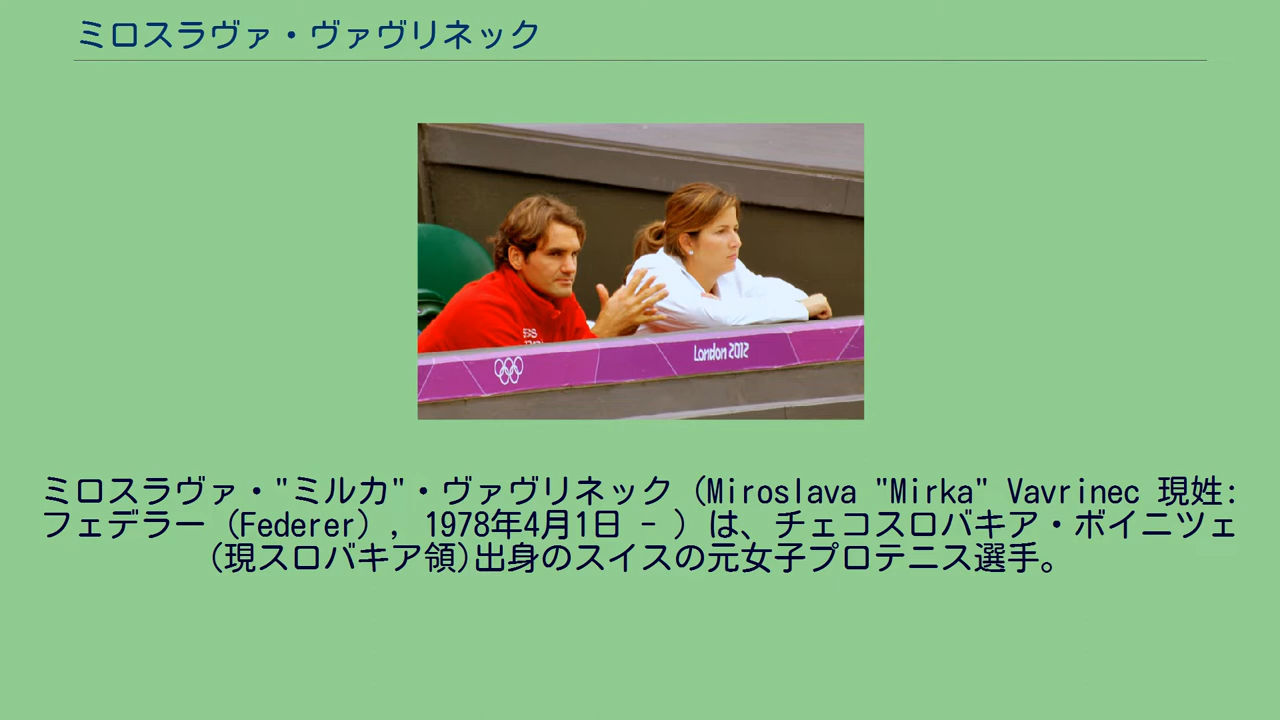 ミロスラヴァ・ヴァヴリネック
London 2012
ミロスラヴァ・"ミルカ"・ヴァヴリネック (Miroslava "Mirka" Vavrinec 現姓:
フェデラー (Federer) , 1978年4月1日 - ) は、チェコスロバキア・ボイニツェ
(現スロバキア領)出身のスイスの元女子プロテニス選手。